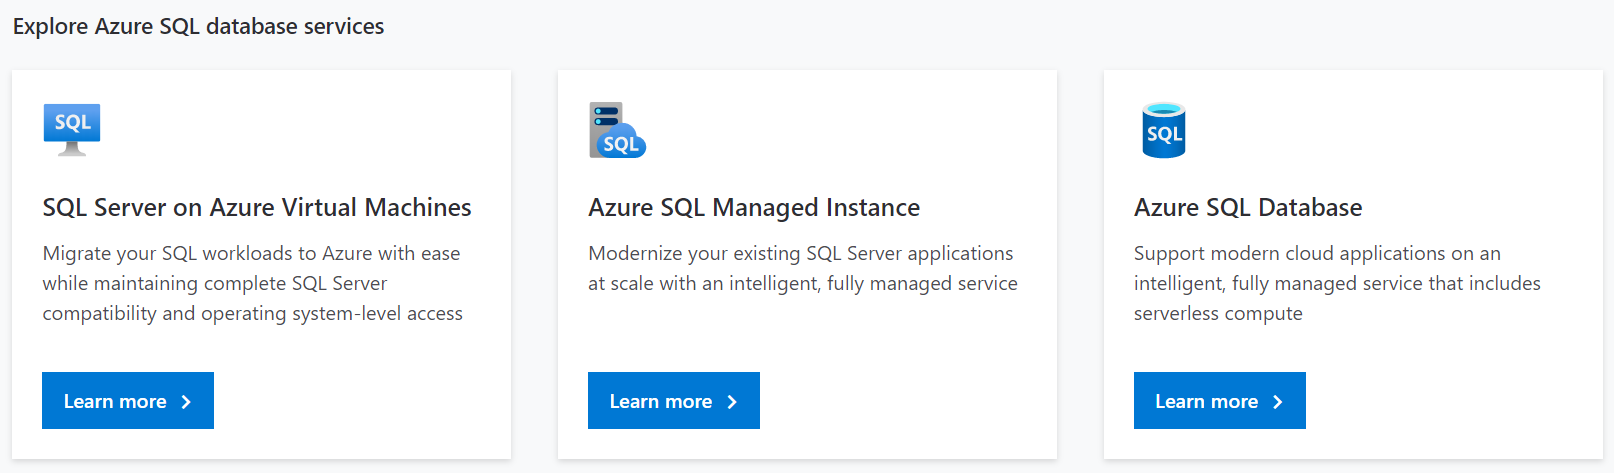 Explore Azure SQL database services
SQL
SQL Server on Azure Virtual Machines
Migrate your SQL workloads to Azure with ease
while maintaining complete SQL Server
compatibility and operating system-level access
Learn more
SQL
Azure SQL Managed Instance
Modernize your existing SQL Server applications
at scale with an intelligent, fully managed service
Learn more
SQL
Azure SQL Database
Support modern cloud applications on an
intelligent, fully managed service that includes
serverless compute
Learn more